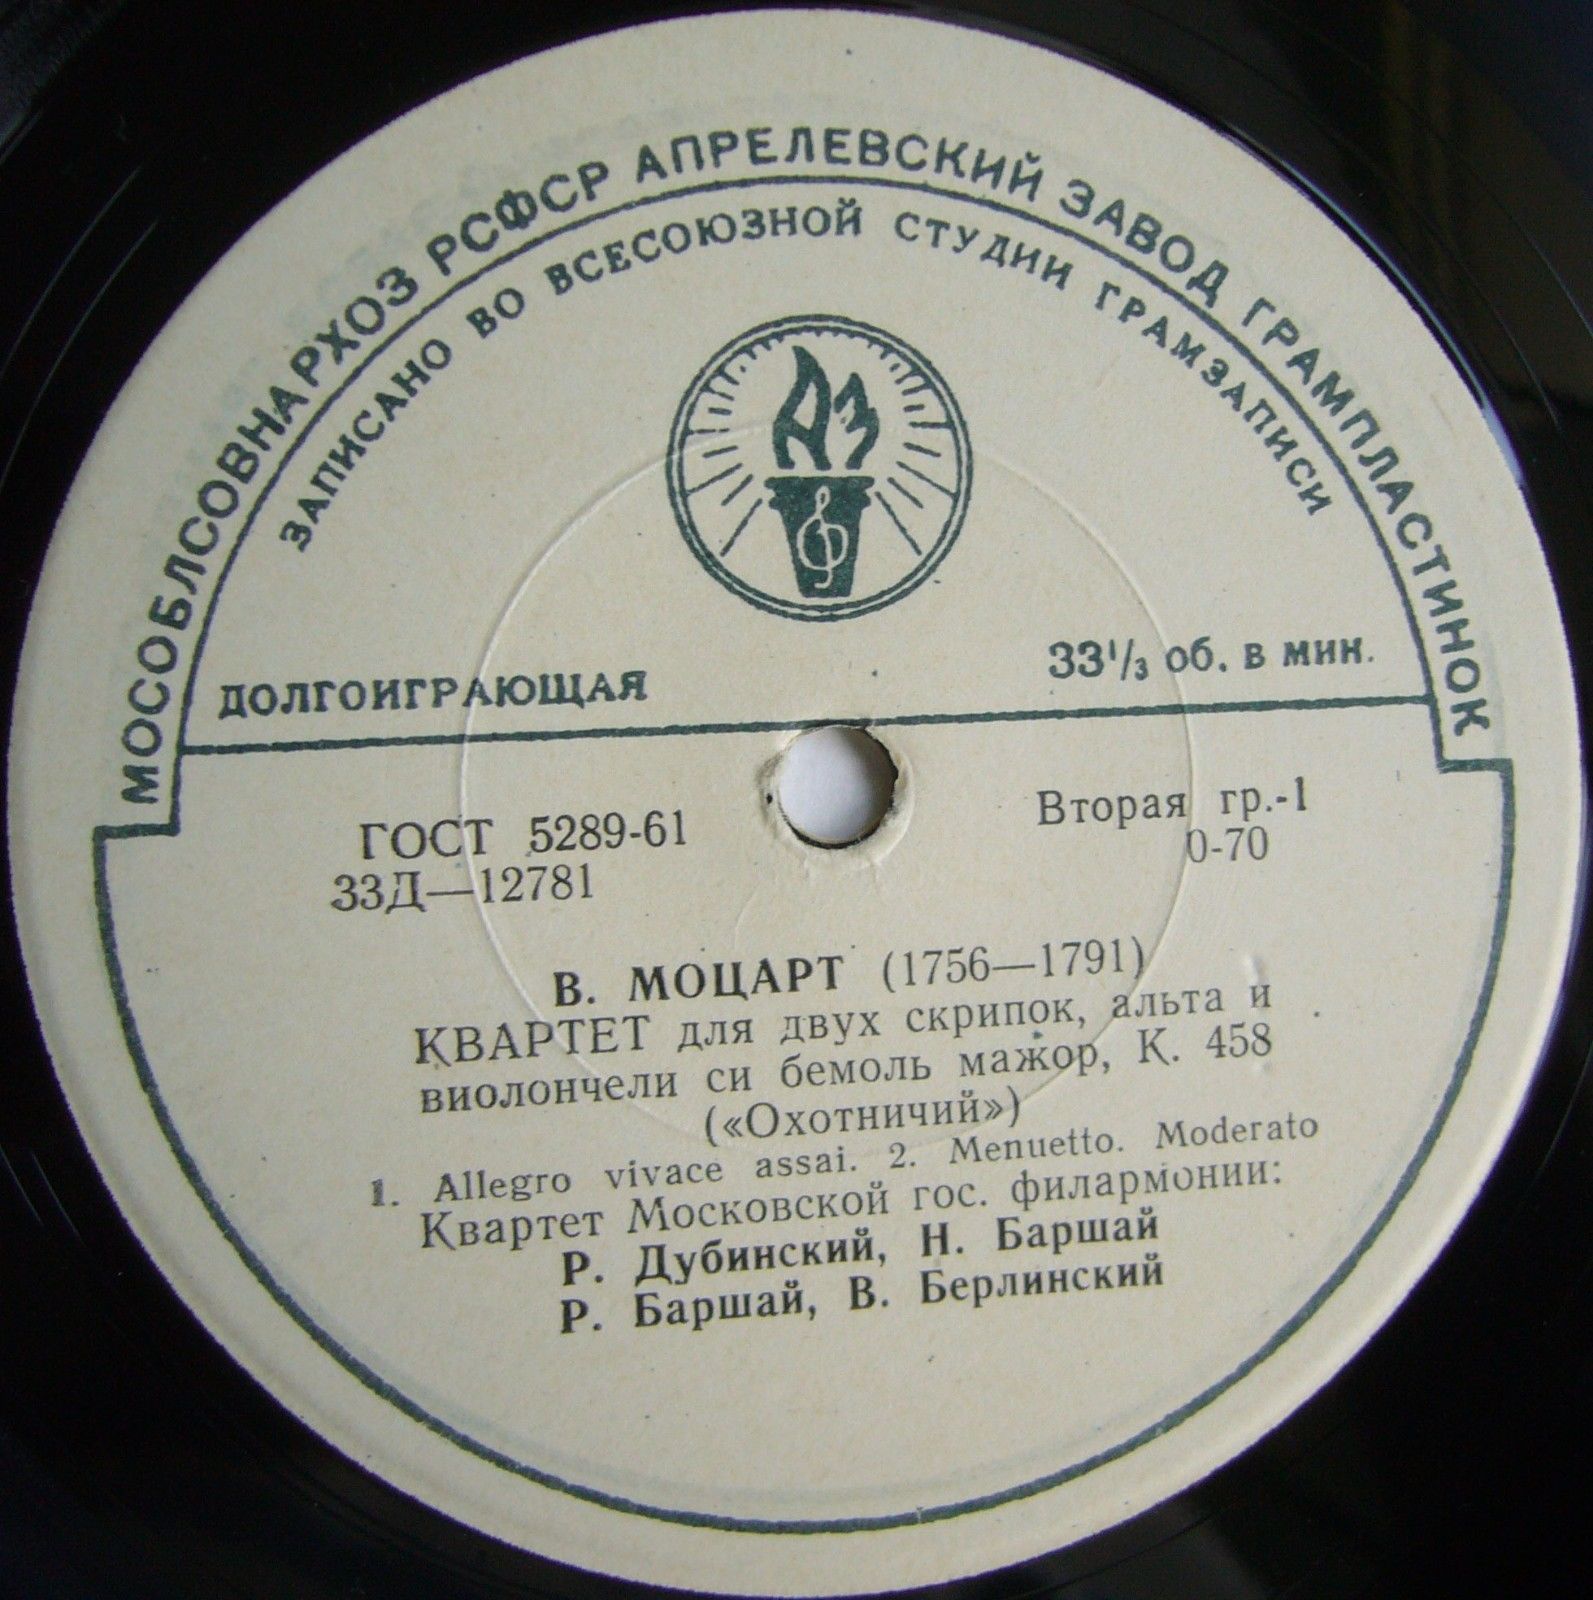 МОСОБЛСОВНАРХОЗ РСФСР АПРЕЛЕВСКИЙ ЗАВОД ГРАМПЛАСТИНОК
ЗАПИСАНО ВО ВСЕСОЮЗНОЙ СТУДИИ ГРАМЗАПИСИ
АЗ
ДОЛГОИГРАЮЩАЯ 33⅓ об. в мин.
ГОСТ 5289-61 Вторая гр.-1
33Д—12781 0-70
В. МОЦАРТ (1756—1791)
КВАРТЕТ для двух скрипок, альта и
виолончели си бемоль мажор, К. 458
(«Охотничий»)
1. Allegro vivace assai. 2. Menuetto. Moderato
Квартет Московской гос. филармонии:
Р. Дубинский, Н. Баршай
Р. Баршай, В. Берлинский